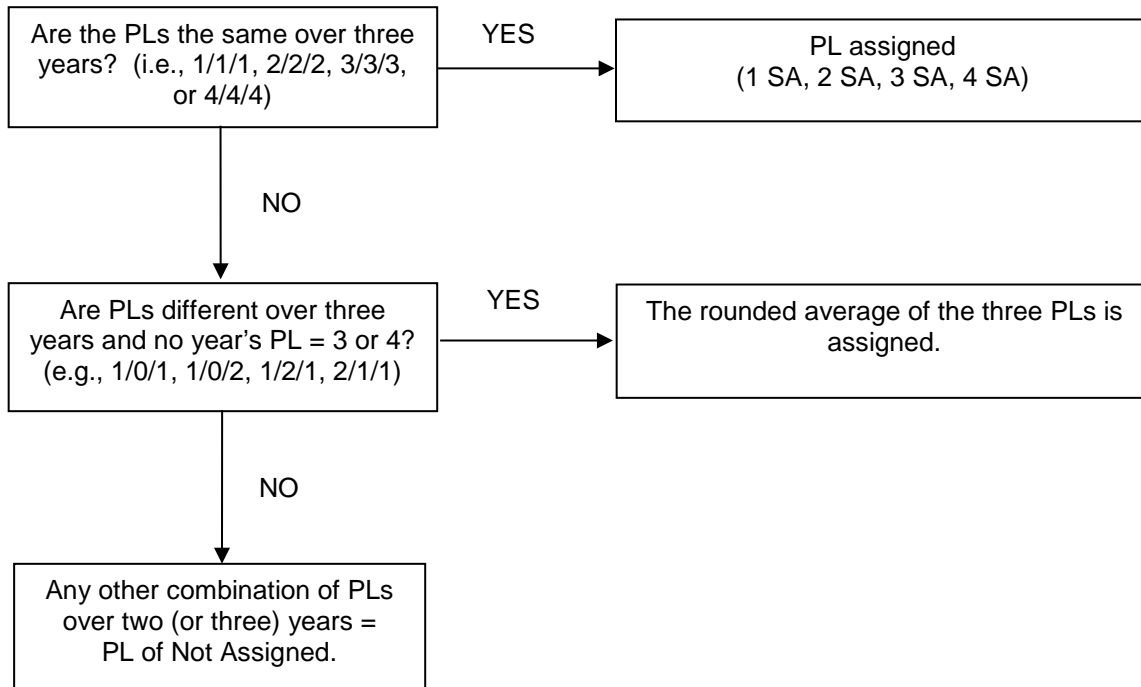 Are the PLs the same over three
years?  (i.e., 1/1/1, 2/2/2, 3/3/3,
or 4/4/4)
YES
PL assigned
(1 SA, 2 SA, 3 SA, 4 SA)
NO
Are PLs different over three
years and no year’s PL = 3 or 4?
(e.g., 1/0/1, 1/0/2, 1/2/1, 2/1/1)
YES
The rounded average of the three PLs is
assigned.
NO
Any other combination of PLs
over two (or three) years =
PL of Not Assigned.